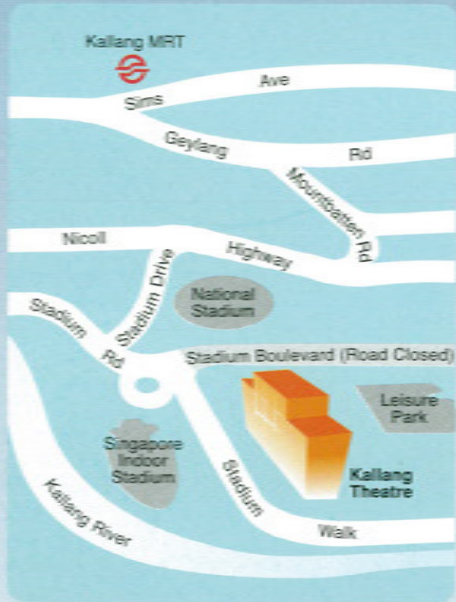 Kallang MRT
Sims Ave
Geylang Rd
Mountbatten Rd
Nicoll Highway
Stadium Drive
National
Stadium
Stadium Rd
Stadium Boulevard (Road Closed)
Leisure
Park
Singapore
Indoor
Stadium
Kallang
Theatre
Stadium Walk
Kallang River